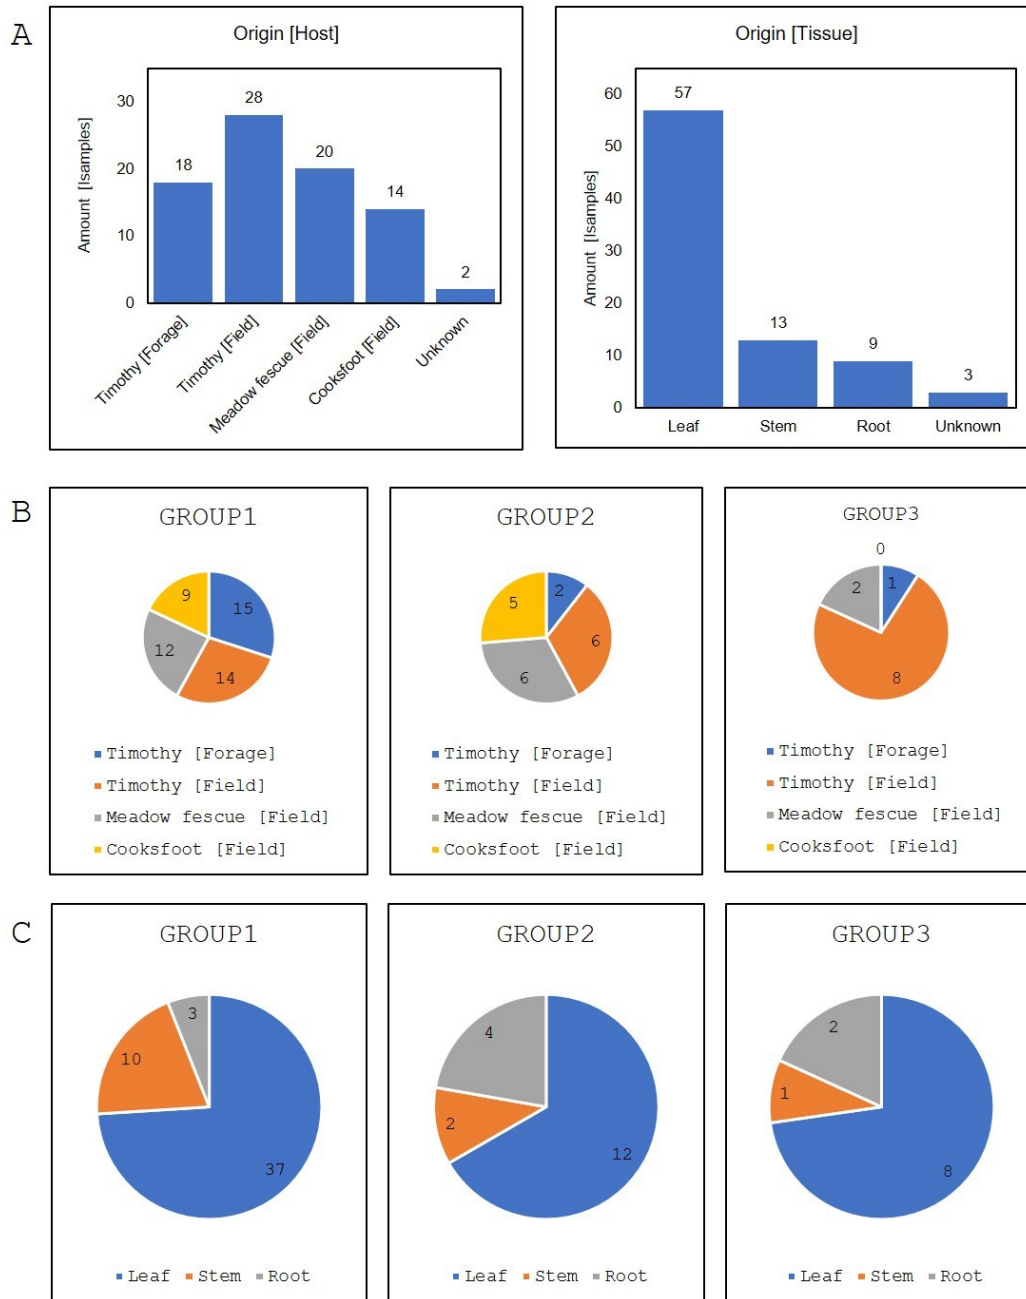 A
Origin [Host]
Amount [Isamples]
30
20
10
0
18
28
20
14
2
Timothy [Forage]
Timothy [Field]
Meadow fescue [Field]
Cooksfoot [Field]
Unknown
Origin [Tissue]
Amount [Isamples]
60
50
40
30
20
10
0
57
13
9
3
Leaf
Stem
Root
Unknown
B
GROUP1
9
15
12
14
Timothy [Forage]
Timothy [Field]
Meadow fescue [Field]
Cooksfoot [Field]
GROUP2
5
2
6
6
Timothy [Forage]
Timothy [Field]
Meadow fescue [Field]
Cooksfoot [Field]
GROUP3
0
2
1
8
Timothy [Forage]
Timothy [Field]
Meadow fescue [Field]
Cooksfoot [Field]
C
GROUP1
3
10
37
Leaf Stem Root
GROUP2
4
2
12
Leaf Stem Root
GROUP3
2
1
8
Leaf Stem Root